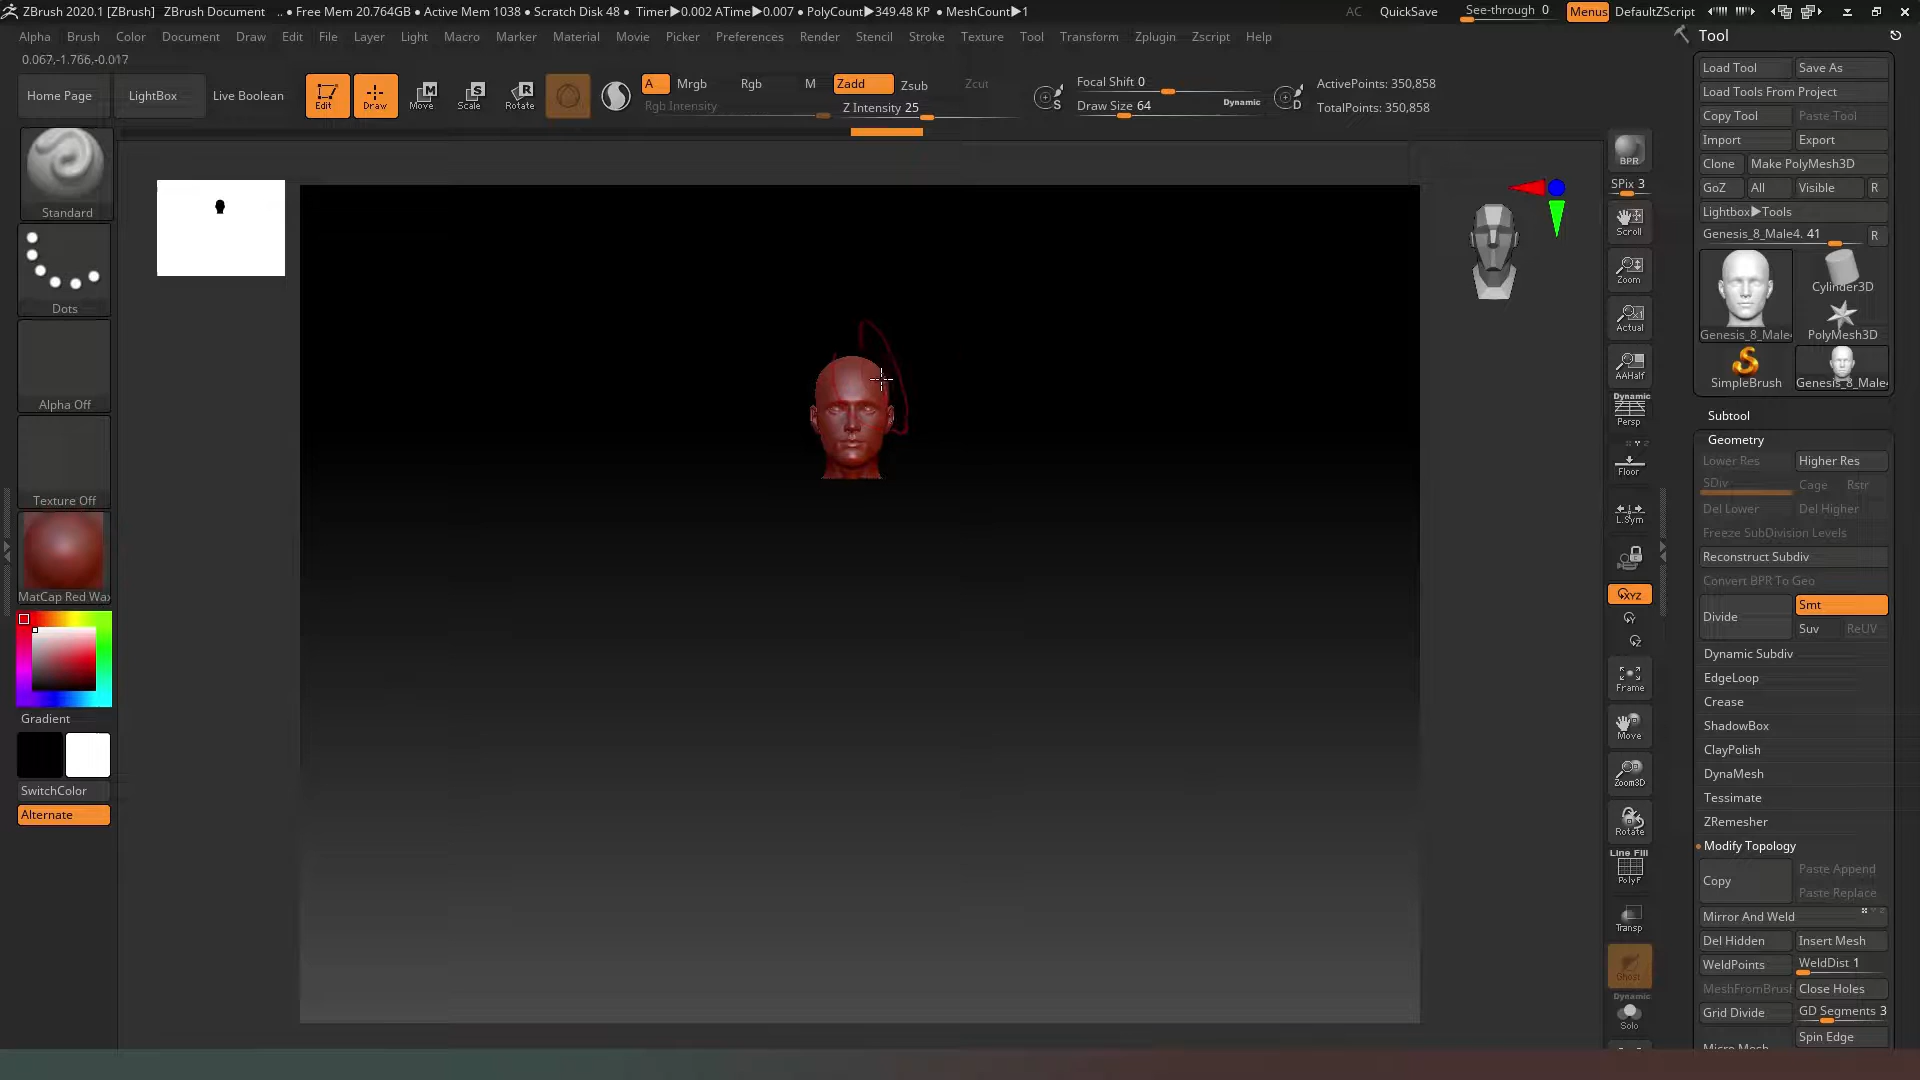 ZBrush 2020.1 [ZBrush] ZBrush Document .. • Free Mem 20.764GB • Active Mem 1038 • Scratch Disk 48 • Timer▶0.002 ATime▶0.007 • PolyCount▶349.48 KP • MeshCount▶1 AC QuickSave See-through 0 Menus DefaultZScript
Alpha Brush Color Document Draw Edit File Layer Light Macro Marker Material Movie Picker Preferences Render Stencil Stroke Texture Tool Transform Zplugin Zscript Help
0.067,-1.766,-0.017
Home Page LightBox Live Boolean
Edit Draw Move Scale Rotate
M S R
A Mrgb Rgb M Zadd Zsub Zcut
Rgb Intensity Z Intensity 25
S Focal Shift 0
Draw Size 64 Dynamic D
ActivePoints: 350,858
TotalPoints: 350,858
Standard
Dots
Alpha Off
Texture Off
MatCap Red Wax
Gradient
SwitchColor
Alternate
BPR
SPix 3
Scroll
Zoom
Actual
AAHalf
Dynamic
Persp
Floor
L.Sym
XYZ
Y
Z
Frame
Move
Zoom3D
Rotate
Line Fill
PolyF
Transp
Ghost
Dynamic
Solo
Tool
Load Tool Save As
Load Tools From Project
Copy Tool Paste Tool
Import Export
Clone Make PolyMesh3D
GoZ All Visible R
Lightbox▶Tools
Genesis_8_Male4. 41 R
Genesis_8_Male4 Cylinder3D
PolyMesh3D
SimpleBrush Genesis_8_Male4
Subtool
Geometry
Lower Res Higher Res
SDiv Cage Rstr
Del Lower Del Higher
Freeze SubDivision Levels
Reconstruct Subdiv
Convert BPR To Geo
Divide Smt
Suv ReUV
Dynamic Subdiv
EdgeLoop
Crease
ShadowBox
ClayPolish
DynaMesh
Tessimate
ZRemesher
Modify Topology
Copy Paste Append
Paste Replace
Mirror And Weld
Del Hidden Insert Mesh
WeldPoints WeldDist 1
MeshFromBrush Close Holes
Grid Divide GD Segments 3
Micro Mesh Spin Edge